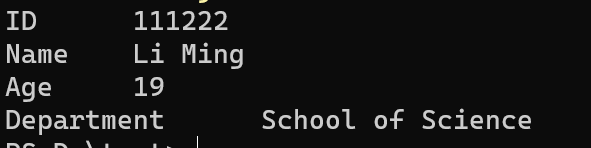 ID 111222
Name Li Ming
Age 19
Department School of Science